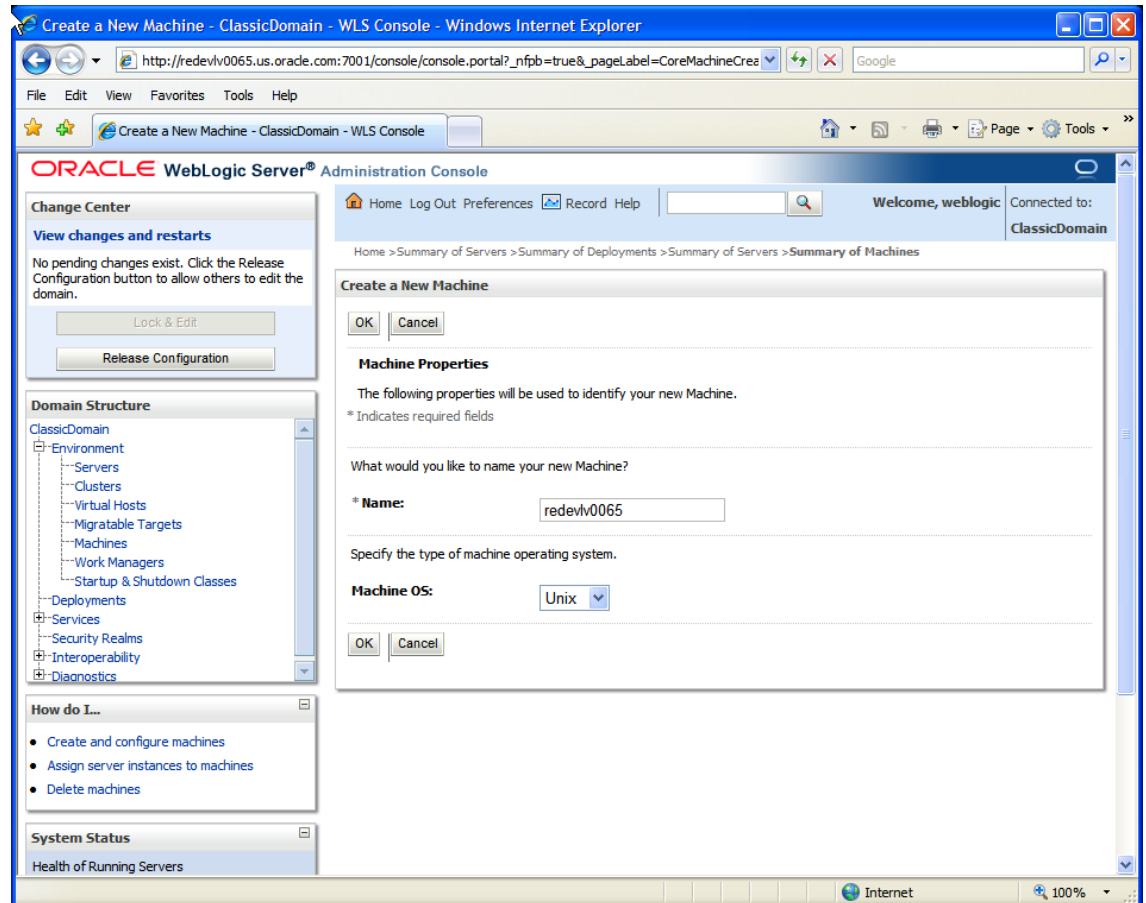 Create a New Machine - ClassicDomain - WLS Console - Windows Internet Explorer
http://redevlv0065.us.oracle.com:7001/console/console.portal?_nfpb=true&_pageLabel=CoreMachineCrea
Google
File Edit View Favorites Tools Help
Create a New Machine - ClassicDomain - WLS Console
Page Tools »
ORACLE WebLogic Server® Administration Console
Change Center
View changes and restarts
No pending changes exist. Click the Release
Configuration button to allow others to edit the
domain.
Lock & Edit
Release Configuration
Domain Structure
ClassicDomain
Environment
Servers
Clusters
Virtual Hosts
Migratable Targets
Machines
Work Managers
Startup & Shutdown Classes
Deployments
Services
Security Realms
Interoperability
Diagnostics
How do I...
Create and configure machines
Assign server instances to machines
Delete machines
System Status
Health of Running Servers
Home Log Out Preferences Record Help
Welcome, weblogic
Connected to:
ClassicDomain
Home >Summary of Servers >Summary of Deployments >Summary of Servers >Summary of Machines
Create a New Machine
OK Cancel
Machine Properties
The following properties will be used to identify your new Machine.
* Indicates required fields
What would you like to name your new Machine?
* Name: redevlv0065
Specify the type of machine operating system.
Machine OS: Unix
OK Cancel
Internet 100%